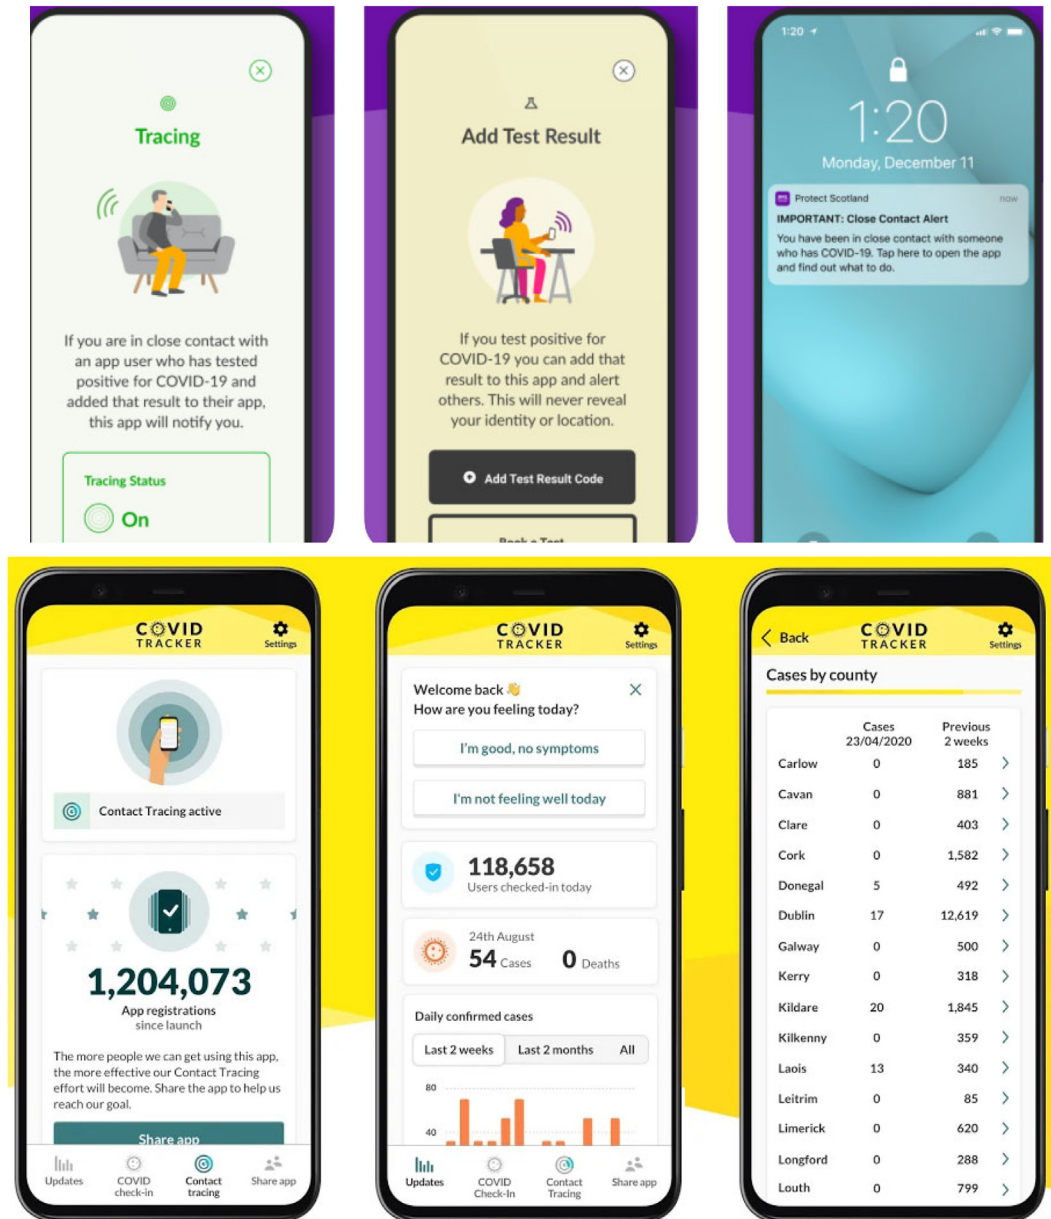 Tracing
If you are in close contact with
an app user who has tested
positive for COVID-19 and
added that result to their app,
this app will notify you.
Tracing Status
On
Add Test Result
If you test positive for
COVID-19 you can add that
result to this app and alert
others. This will never reveal
your identity or location.
Add Test Result Code
Book a Test
1:20
1:20
Monday, December 11
Protect Scotland now
IMPORTANT: Close Contact Alert
You have been in close contact with someone
who has COVID-19. Tap here to open the app
and find out what to do.
COVID
TRACKER
Settings
Contact Tracing active
1,204,073
App registrations
since launch
The more people we can get using this app,
the more effective our Contact Tracing
effort will become. Share the app to help us
reach our goal.
Share app
Updates
COVID
check-in
Contact
tracing
Share app
COVID
TRACKER
Settings
Welcome back 👋
How are you feeling today?
I'm good, no symptoms
I'm not feeling well today
118,658
Users checked-in today
24th August
54 Cases 0 Deaths
Daily confirmed cases
Last 2 weeks Last 2 months All
80
40
Updates
COVID
Check-In
Contact
Tracing
Share app
Back
COVID
TRACKER
Settings
Cases by county
Cases
23/04/2020
Previous
2 weeks
Carlow 0 185
Cavan 0 881
Clare 0 403
Cork 0 1,582
Donegal 5 492
Dublin 17 12,619
Galway 0 500
Kerry 0 318
Kildare 20 1,845
Kilkenny 0 359
Laois 13 340
Leitrim 0 85
Limerick 0 620
Longford 0 288
Louth 0 799